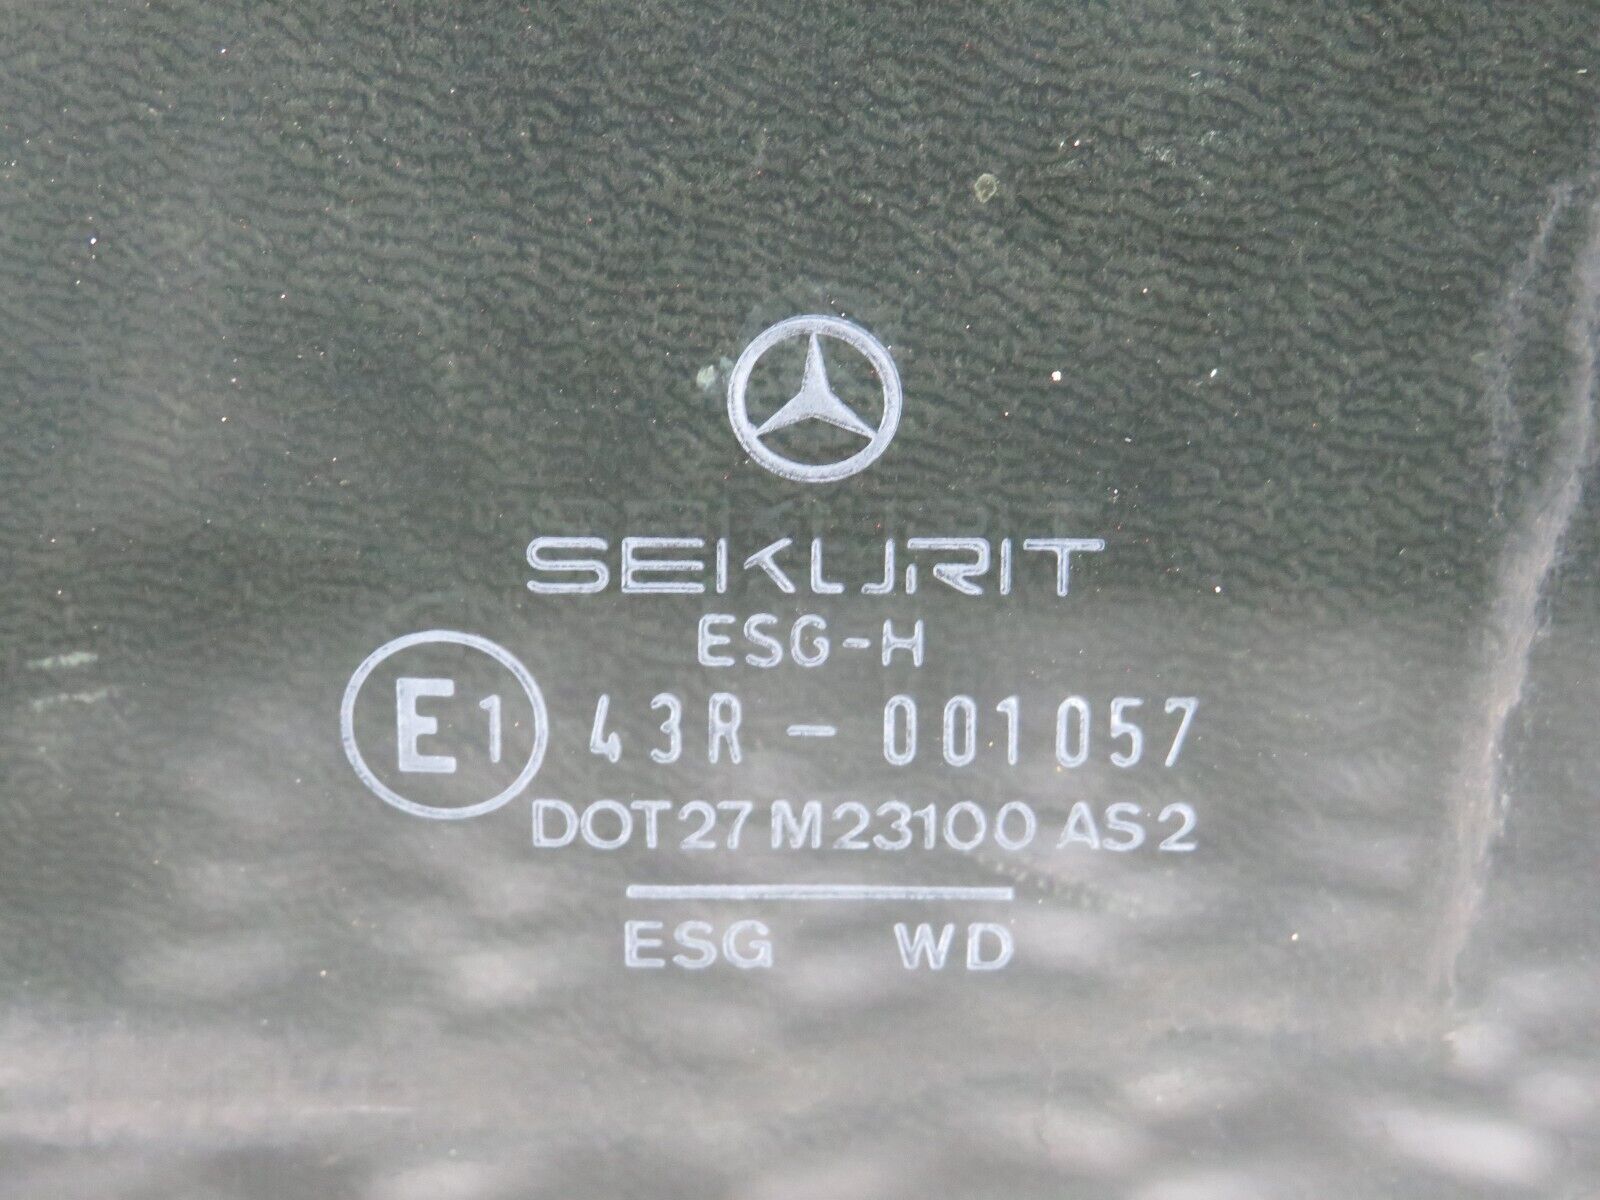 SEKURIT
ESG-H
E1 43R - 001057
DOT27 M23100 AS2
ESG WD